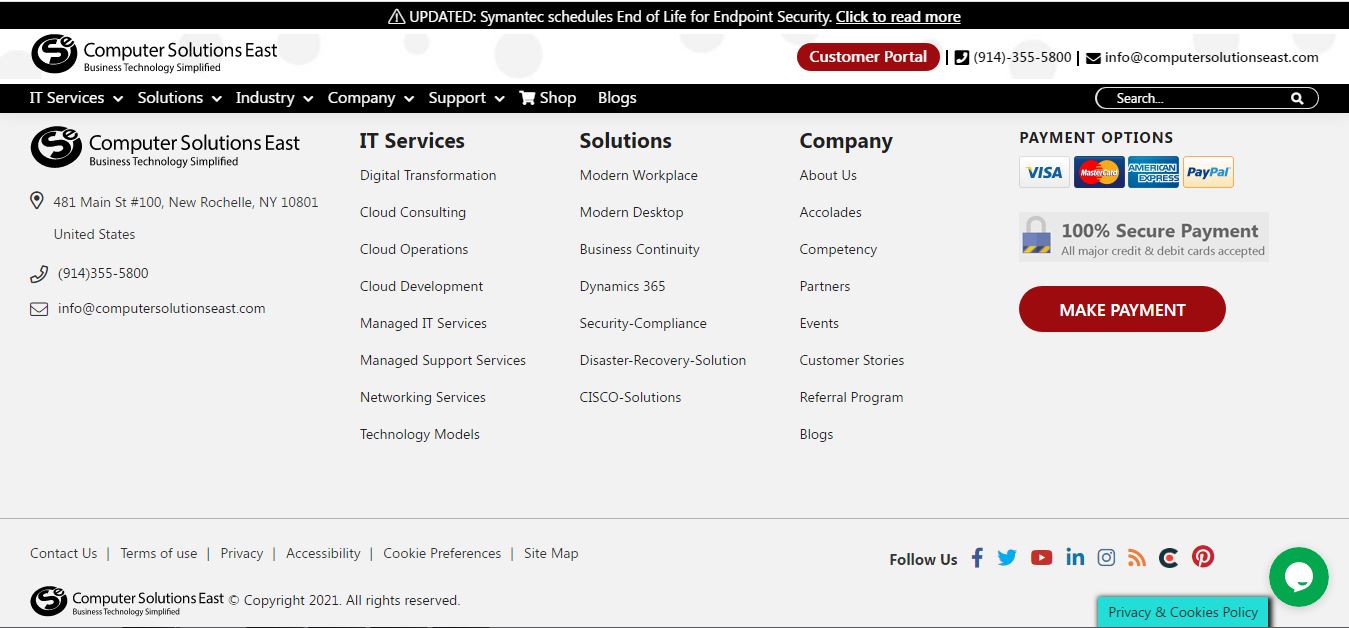 UPDATED: Symantec schedules End of Life for Endpoint Security. Click to read more
Computer Solutions East
Business Technology Simplified
Customer Portal | (914)-355-5800 | info@computersolutionseast.com
IT Services Solutions Industry Company Support Shop Blogs
Search...
Computer Solutions East
Business Technology Simplified
481 Main St #100, New Rochelle, NY 10801
United States
(914)355-5800
info@computersolutionseast.com
IT Services
Digital Transformation
Cloud Consulting
Cloud Operations
Cloud Development
Managed IT Services
Managed Support Services
Networking Services
Technology Models
Solutions
Modern Workplace
Modern Desktop
Business Continuity
Dynamics 365
Security-Compliance
Disaster-Recovery-Solution
CISCO-Solutions
Company
About Us
Accolades
Competency
Partners
Events
Customer Stories
Referral Program
Blogs
PAYMENT OPTIONS
VISA MasterCard AMERICAN EXPRESS PayPal
100% Secure Payment
All major credit & debit cards accepted
MAKE PAYMENT
Contact Us | Terms of use | Privacy | Accessibility | Cookie Preferences | Site Map
Follow Us
Computer Solutions East © Copyright 2021. All rights reserved.
Business Technology Simplified
Privacy & Cookies Policy